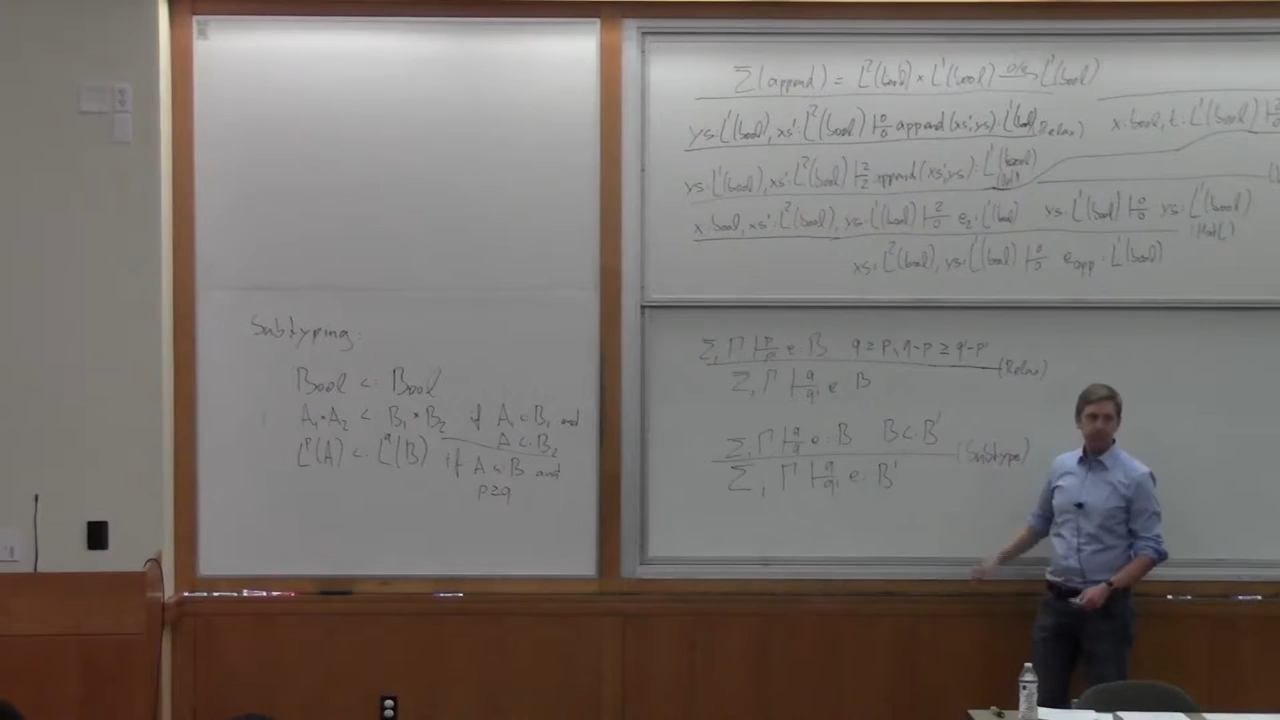 Subtyping:
Bool <: Bool
A₁×A₂ <: B₁×B₂ if A₁<:B₁ and
A<:B₂
Lᵖ(A) <: L^q(B) if A<:B and
p≥q
Σ(append) = L²(bool) × L¹(bool) —0/0→ L¹(bool)
ys:L¹(bool), xs':L²(bool) ⊢0/0 append(xs',ys):L¹(bool) (Relax) x:bool, t:L¹(bool) ⊢
ys:L¹(bool), xs':L²(bool) ⊢2/2 append(xs',ys):L¹(bool)
x:bool, xs':L²(bool), ys:L¹(bool) ⊢2/0 e₂:L¹(bool) ys:L¹(bool) ⊢0/0 ys:L¹(bool)
(MatL)
xs:L²(bool), ys:L¹(bool) ⊢0/0 e_app:L¹(bool)
Σ;Γ ⊢p/p' e:B q≥p, q-p ≥ q'-p'
(Relax)
Σ;Γ ⊢q/q' e B
Σ;Γ ⊢q/q' e:B B<:B'
(Subtype)
Σ; Γ ⊢q/q' e:B'